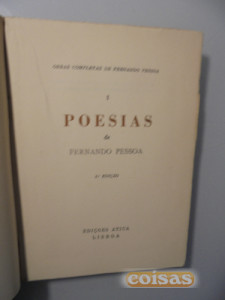 OBRAS COMPLETAS DE FERNANDO PESSOA
I
POESIAS
de
FERNANDO PESSOA
EDIÇÕES ÁTICA
LISBOA
coisas